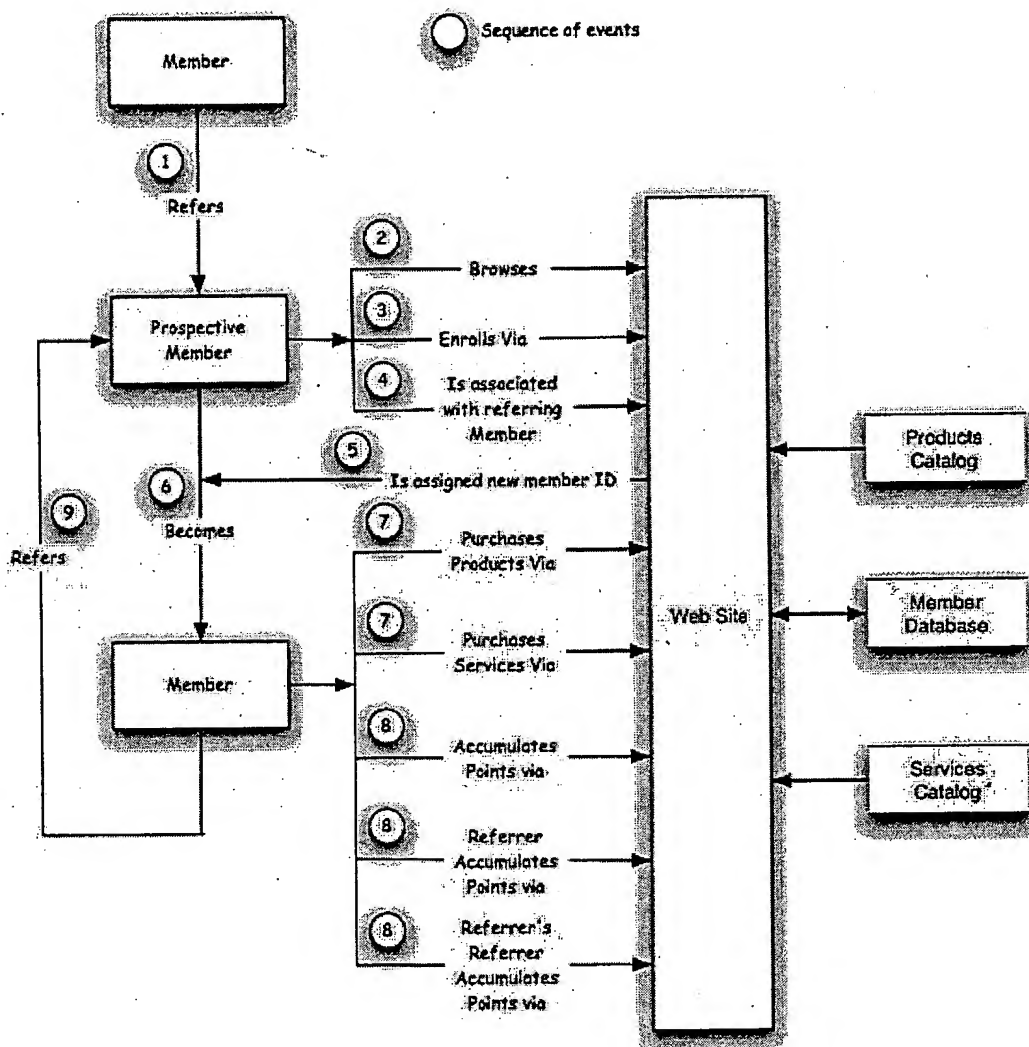 Sequence of events
Member
1
Refers
2
Browses
Prospective
Member
3
Enrolls Via
4
Is associated
with referring
Member
5
Is assigned new member ID
6
Becomes
9
Refers
7
Purchases
Products Via
7
Purchases
Services Via
Member
8
Accumulates
Points via
8
Referrer
Accumulates
Points via
8
Referrer's
Referrer
Accumulates
Points via
Web Site
Products
Catalog
Member
Database
Services
Catalog